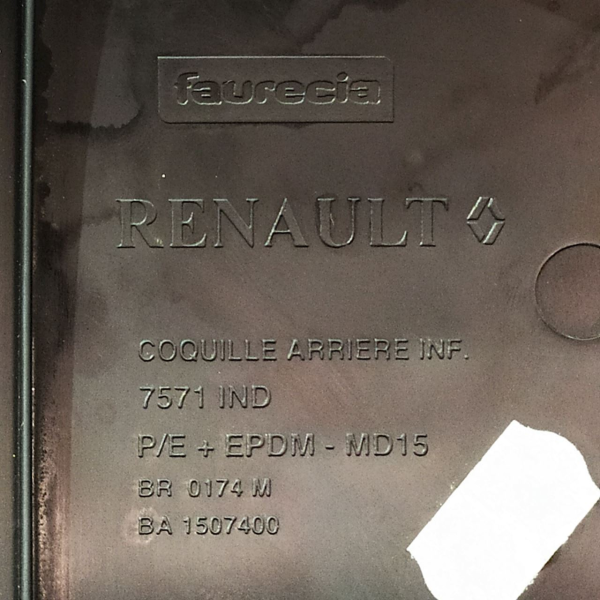 faurecia
RENAULT
COQUILLE ARRIERE INF.
7571 IND
P/E + EPDM - MD15
BR 0174 M
BA 1507400